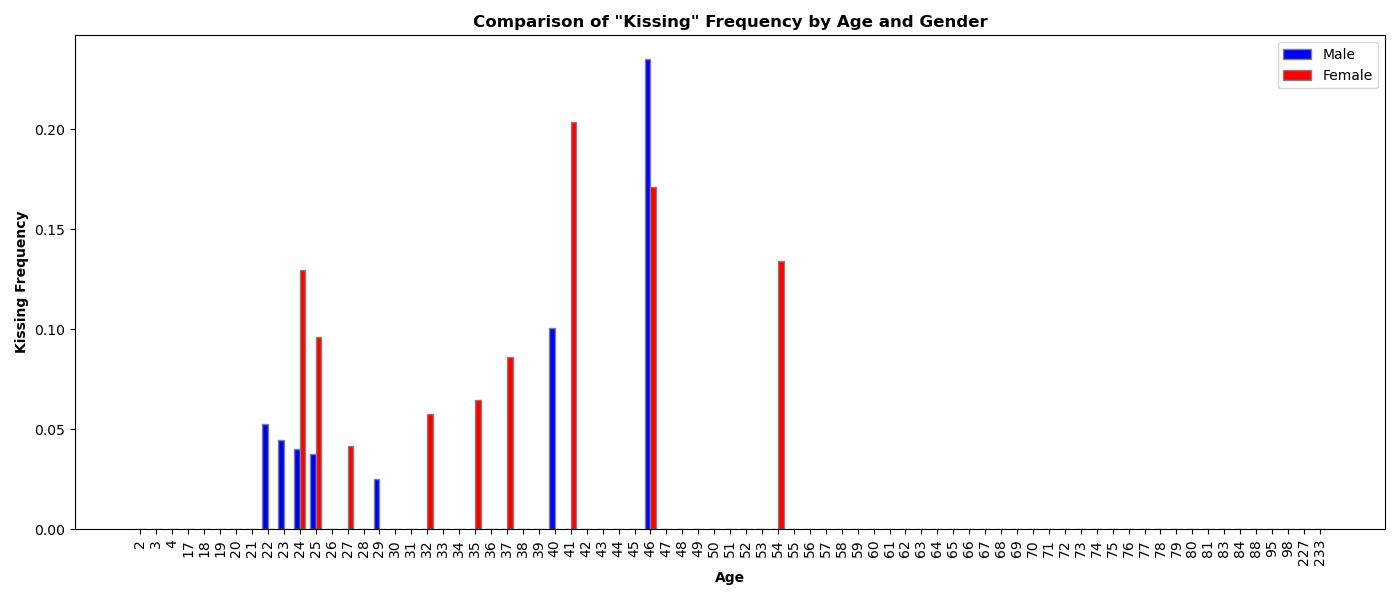 Comparison of "Kissing" Frequency by Age and Gender
Male
Female
Kissing Frequency
0.20
0.15
0.10
0.05
0.00
2 3 4 17 18 19 20 21 22 23 24 25 26 27 28 29 30 31 32 33 34 35 36 37 38 39 40 41 42 43 44 45 46 47 48 49 50 51 52 53 54 55 56 57 58 59 60 61 62 63 64 65 66 67 68 69 70 71 72 73 74 75 76 77 78 79 80 81 83 84 88 95 98 227 233
Age